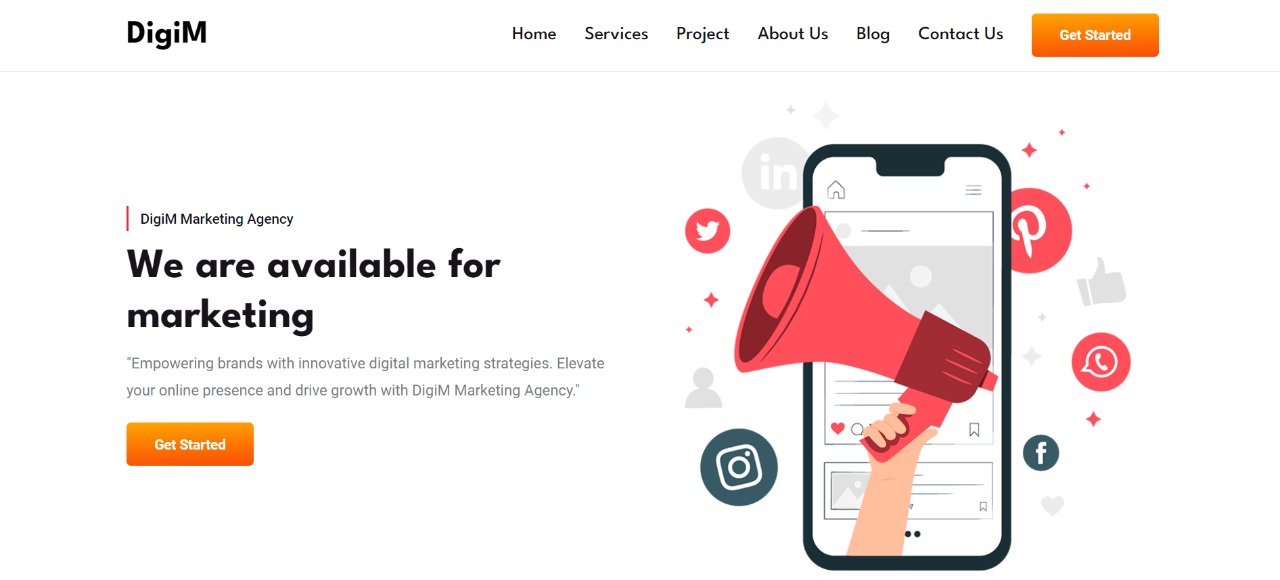 DigiM
Home Services Project About Us Blog Contact Us Get Started
DigiM Marketing Agency
We are available for
marketing
"Empowering brands with innovative digital marketing strategies. Elevate
your online presence and drive growth with DigiM Marketing Agency."
Get Started
in